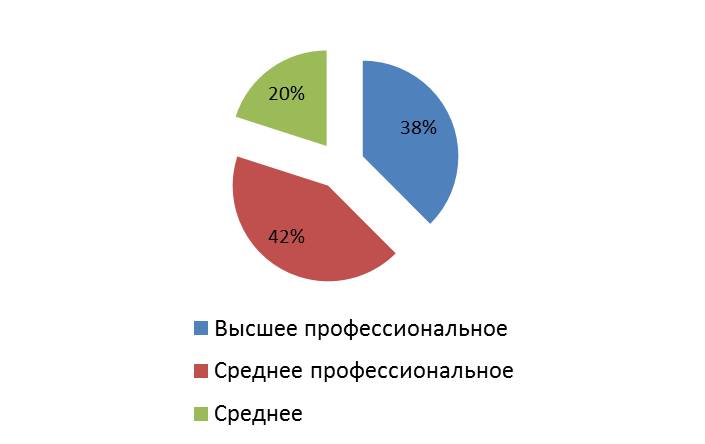 20%
38%
42%
Высшее профессиональное
Среднее профессиональное
Среднее